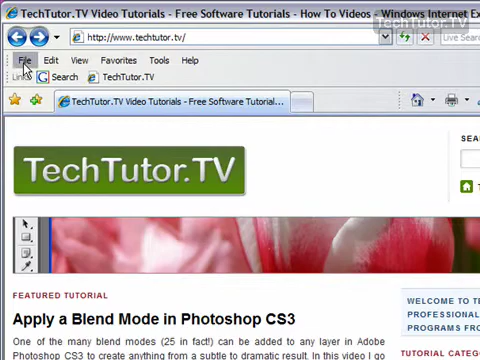 TechTutor.TV Video Tutorials - Free Software Tutorials - How To Videos - Windows Internet Ex
TechTutor.TV
http://www.techtutor.tv/
Live Search
File Edit View Favorites Tools Help
Links Search TechTutor.TV
TechTutor.TV Video Tutorials - Free Software Tutorial...
SEA
TechTutor.TV
FEATURED TUTORIAL
Apply a Blend Mode in Photoshop CS3
One of the many blend modes (25 in fact!) can be added to any layer in Adobe
Photoshop CS3 to create anything from a subtle to dramatic result. In this video I go
WELCOME TO TE
PROFESSIONAL
PROGRAMS FRO
TUTORIAL CATEG